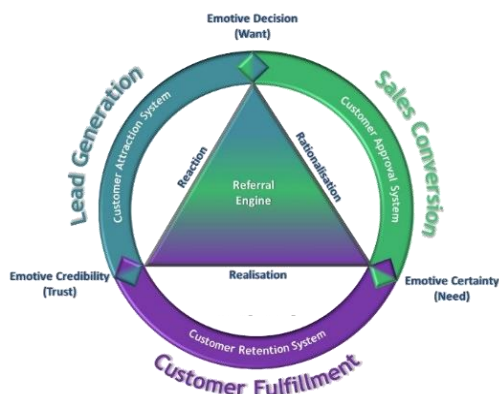 Emotive Decision
(Want)
Lead Generation
Customer Attraction System
Sales Conversion
Customer Approval System
Reaction
Rationalisation
Referral
Engine
Realisation
Emotive Credibility
(Trust)
Emotive Certainty
(Need)
Customer Retention System
Customer Fulfillment